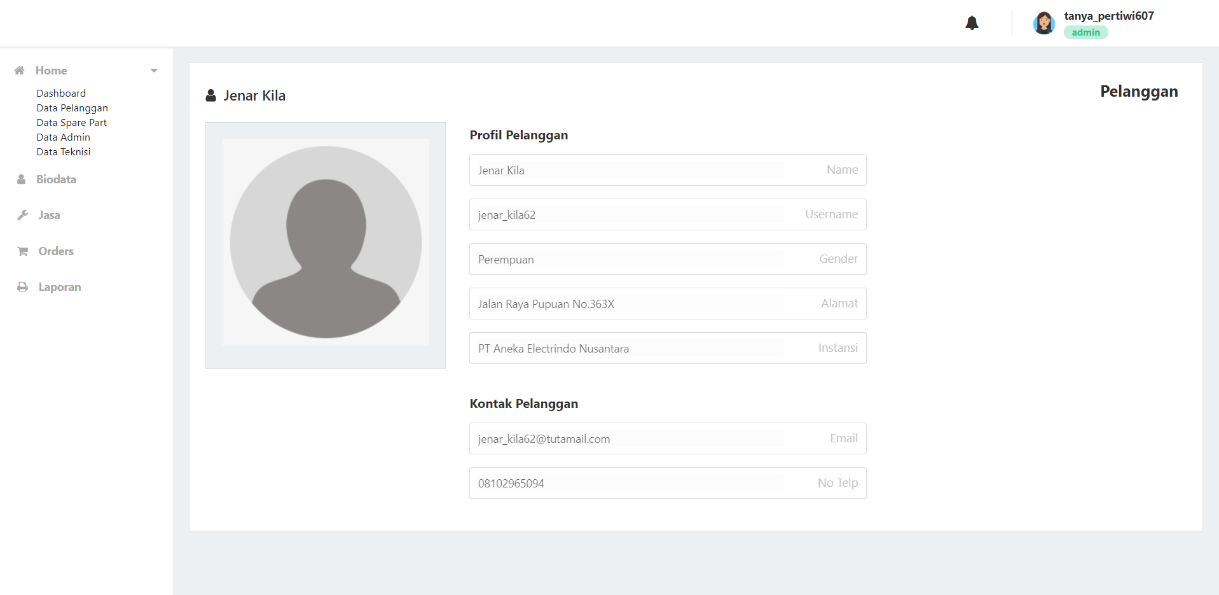 tanya_pertiwi607
admin
Home
Dashboard
Data Pelanggan
Data Spare Part
Data Admin
Data Teknisi
Biodata
Jasa
Orders
Laporan
Jenar Kila
Pelanggan
Profil Pelanggan
Jenar Kila Name
jenar_kila62 Username
Perempuan Gender
Jalan Raya Pupuan No.363X Alamat
PT Aneka Electrindo Nusantara Instansi
Kontak Pelanggan
jenar_kila62@tutamail.com Email
08102965094 No Telp